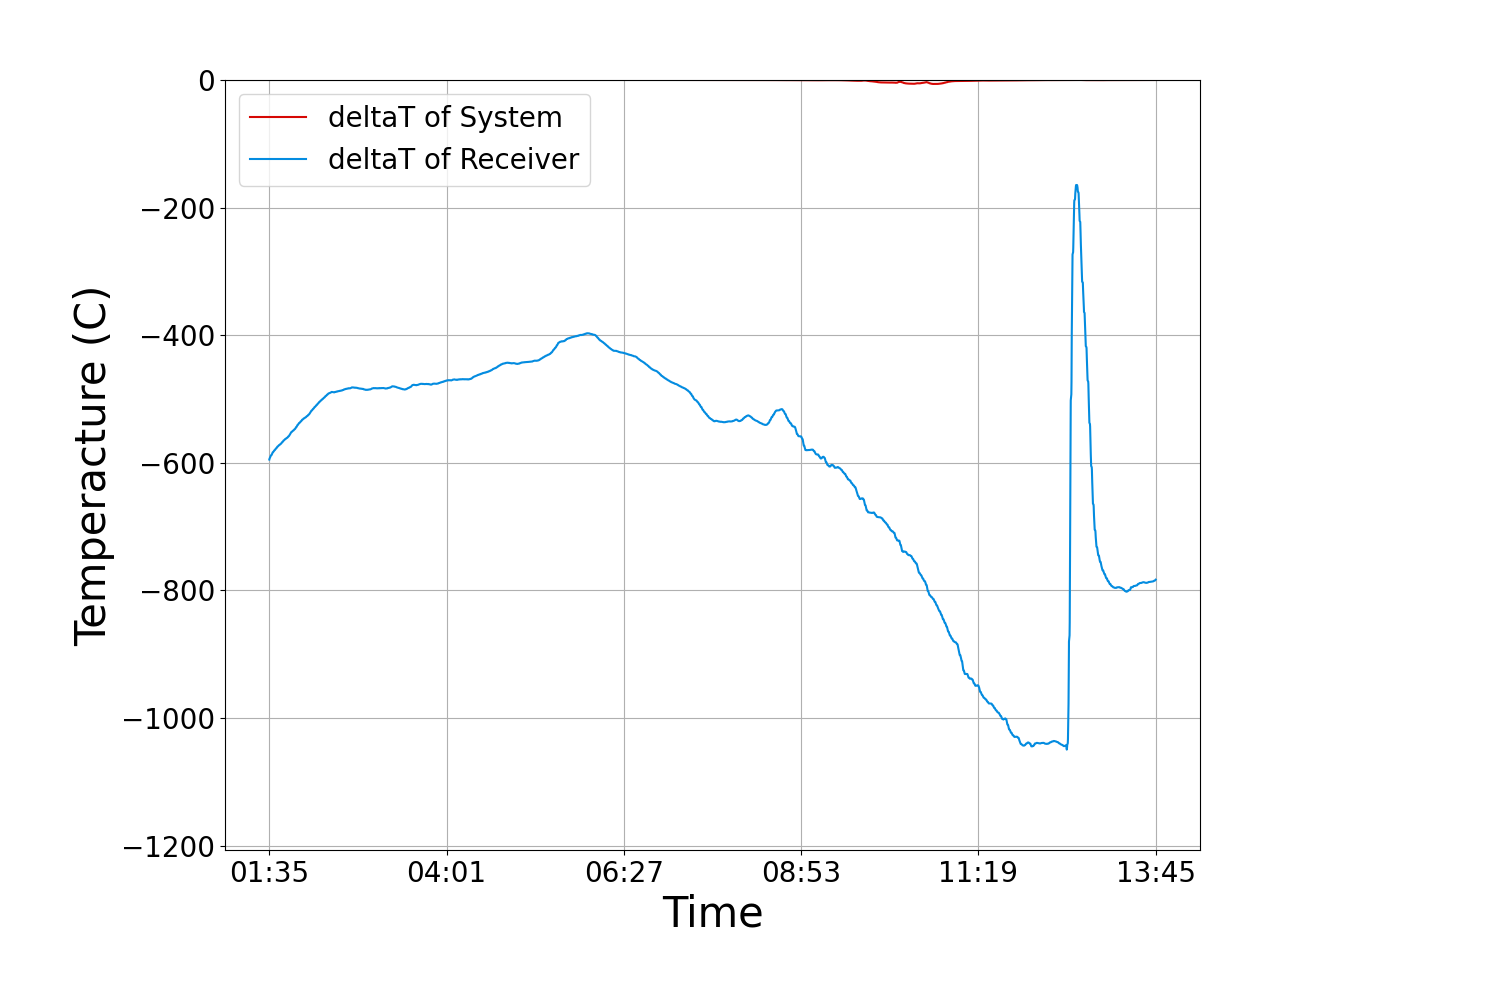 0
deltaT of System
deltaT of Receiver
−200
−400
−600
−800
−1000
−1200
Temperacture (C)
01:35 04:01 06:27 08:53 11:19 13:45
Time